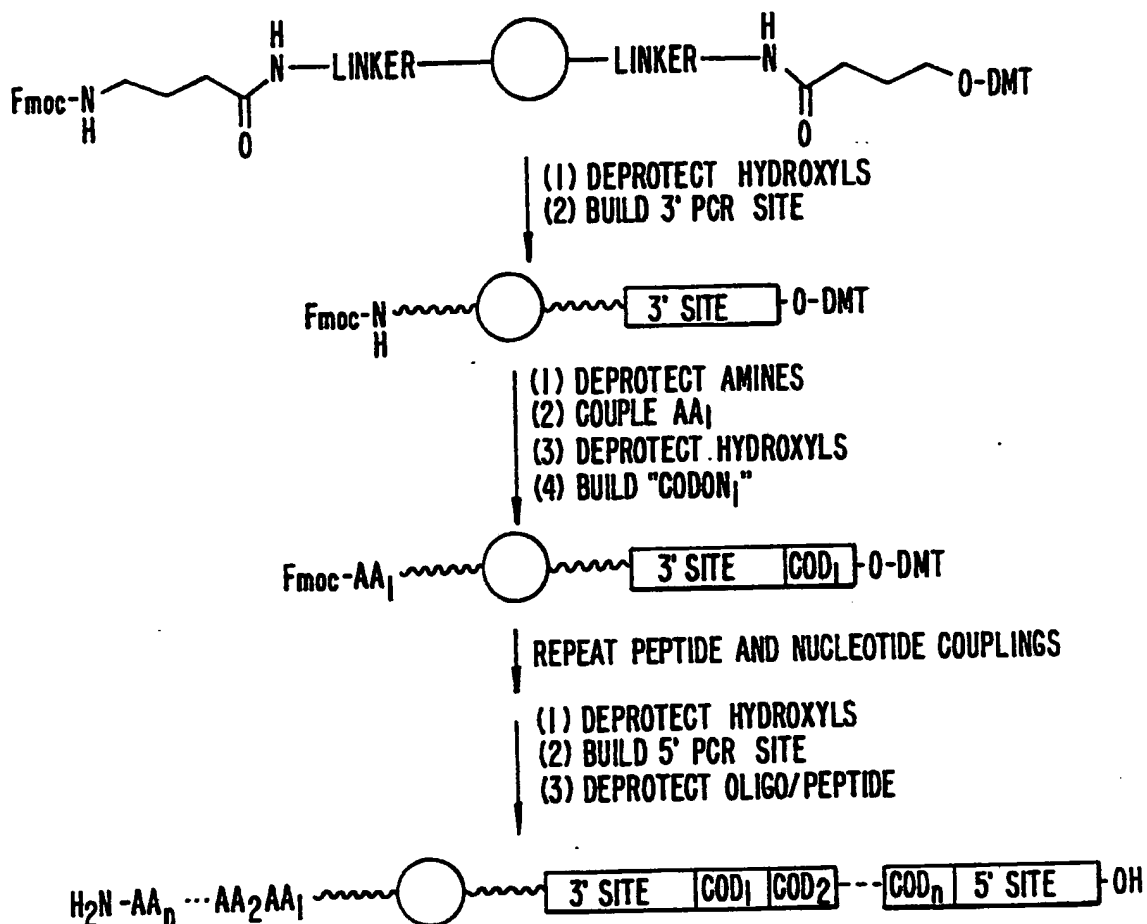 H
N—LINKER— —LINKER—N
H
Fmoc-N
H
O
O
O-DMT
(1) DEPROTECT HYDROXYLS
(2) BUILD 3' PCR SITE
Fmoc-N
H
3' SITE
O-DMT
(1) DEPROTECT AMINES
(2) COUPLE AA1
(3) DEPROTECT HYDROXYLS
(4) BUILD "CODON1"
Fmoc-AA1
3' SITE
COD1
O-DMT
REPEAT PEPTIDE AND NUCLEOTIDE COUPLINGS
(1) DEPROTECT HYDROXYLS
(2) BUILD 5' PCR SITE
(3) DEPROTECT OLIGO/PEPTIDE
H2N-AAn ··· AA2AA1
3' SITE
COD1
COD2
---
CODn
5' SITE
OH